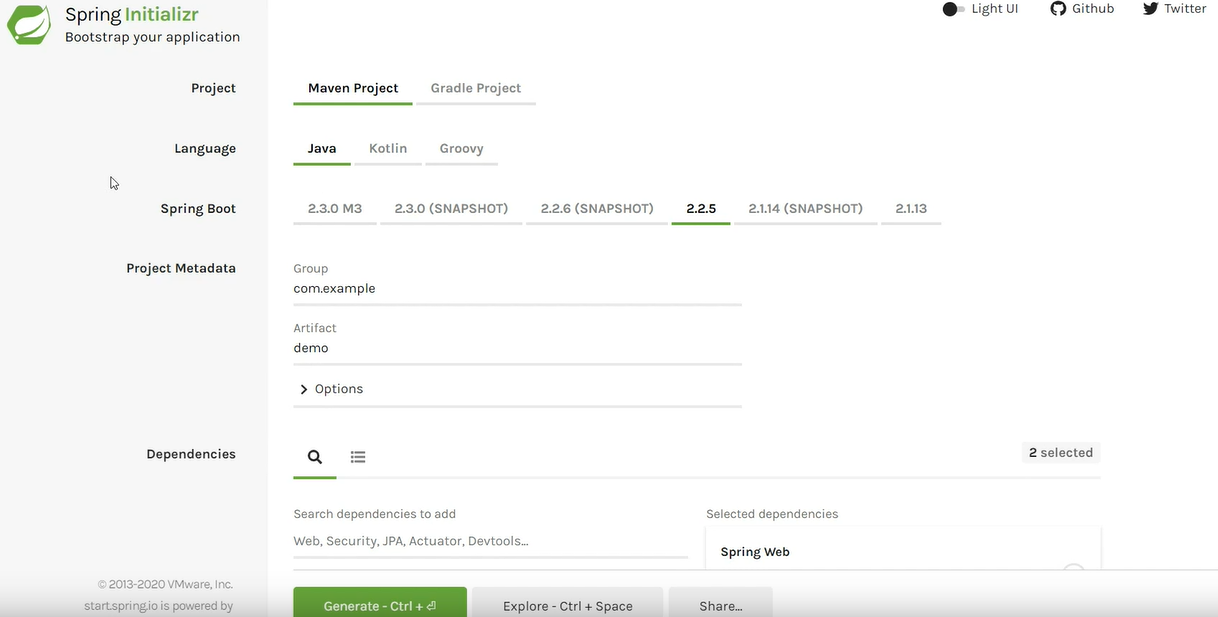 Spring Initializr
Bootstrap your application
Light UI
Github
Twitter
Project
Maven Project
Gradle Project
Language
Java
Kotlin
Groovy
Spring Boot
2.3.0 M3
2.3.0 (SNAPSHOT)
2.2.6 (SNAPSHOT)
2.2.5
2.1.14 (SNAPSHOT)
2.1.13
Project Metadata
Group
com.example
Artifact
demo
Options
Dependencies
2 selected
Search dependencies to add
Web, Security, JPA, Actuator, Devtools...
Selected dependencies
Spring Web
© 2013-2020 VMware, Inc.
start.spring.io is powered by
Generate - Ctrl + ⏎
Explore - Ctrl + Space
Share...